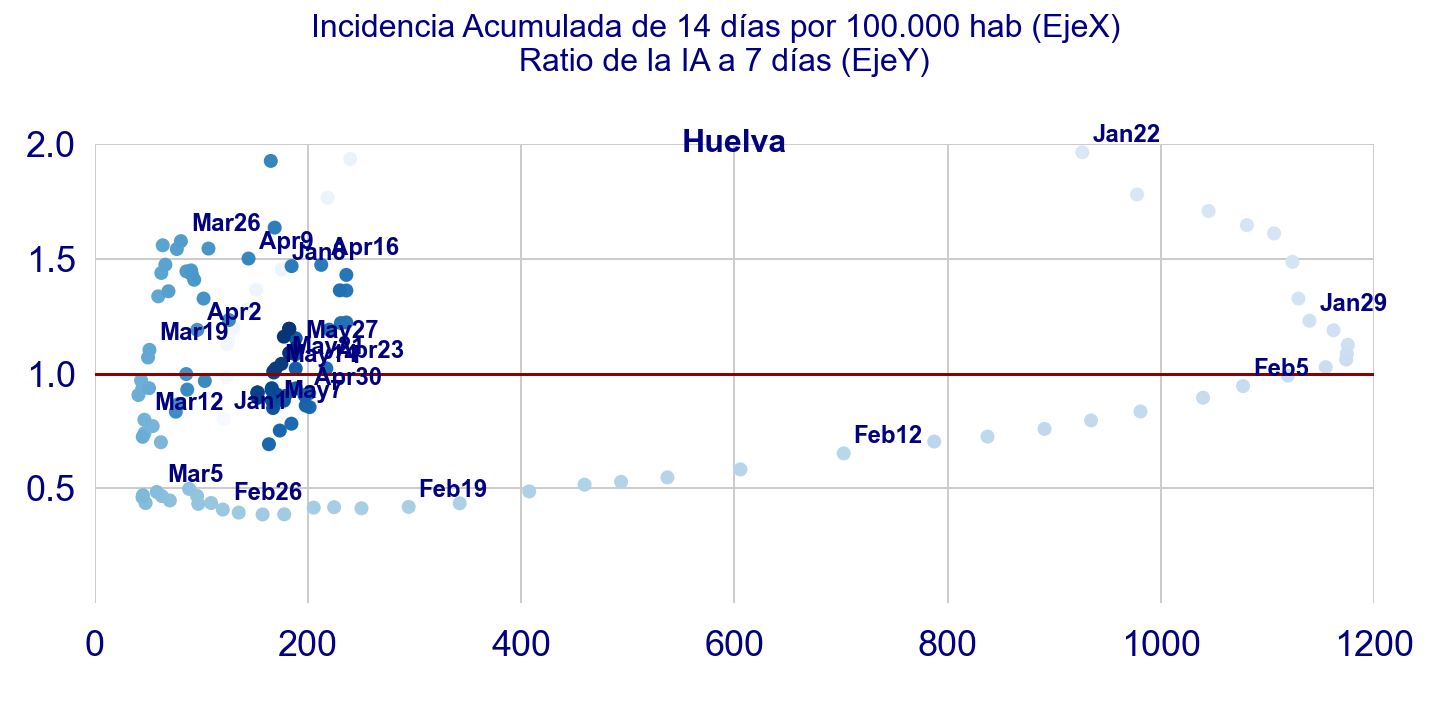 Incidencia Acumulada de 14 días por 100.000 hab (EjeX)
Ratio de la IA a 7 días (EjeY)
Huelva
2.0
1.5
1.0
0.5
Jan22
Mar26
Apr9
Jan8
Apr16
Jan29
Apr2
Mar19
May27
May21
Apr23
May14
Feb5
Apr30
May7
Jan1
Mar12
Feb12
Mar5
Feb26
Feb19
0
200
400
600
800
1000
1200